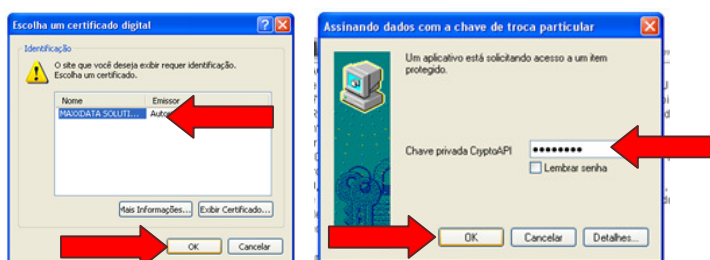 Escolha um certificado digital
Identificação
O site que você deseja exibir requer identificação.
Escolha um certificado.
Nome Emissor
MAXXDATA SOLUTI...
Mais Informações... Exibir Certificado...
OK Cancelar
Assinando dados com a chave de troca particular
Um aplicativo está solicitando acesso a um item
protegido.
Chave privada CryptoAPI ••••••••
Lembrar senha
OK Cancelar Detalhes...